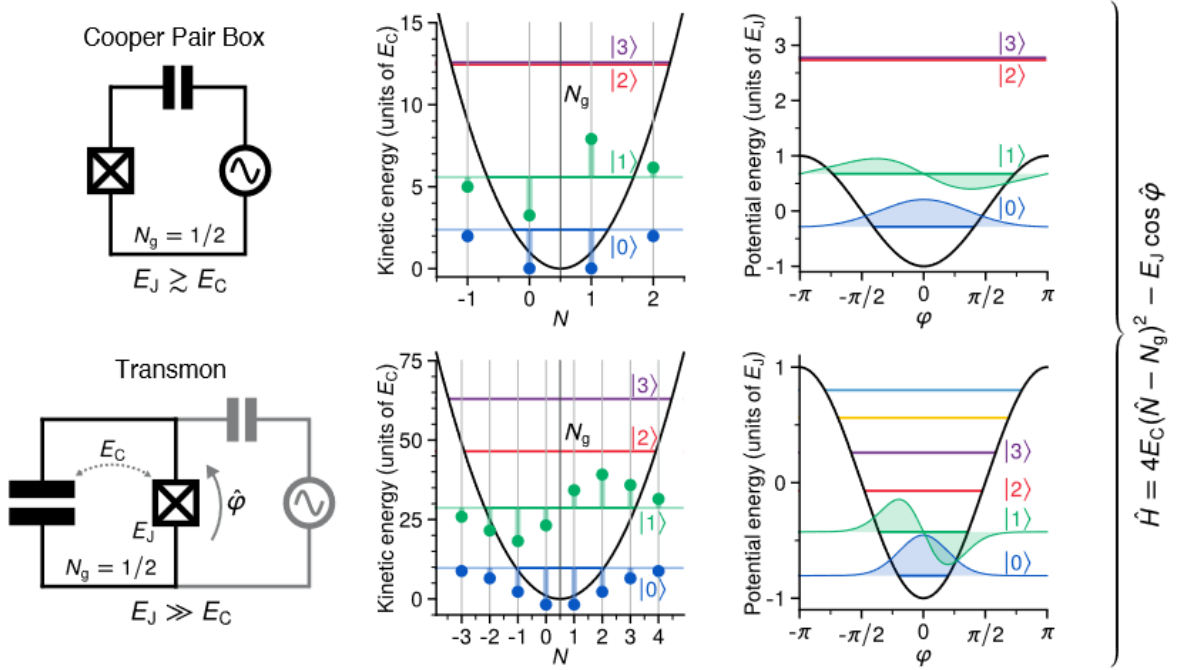 Cooper Pair Box
N_g = 1/2
E_J ≳ E_C
Kinetic energy (units of E_C)
15
10
5
0
N_g
|3⟩
|2⟩
|1⟩
|0⟩
-1 0 1 2
N
Potential energy (units of E_J)
3
2
1
0
-1
|3⟩
|2⟩
|1⟩
|0⟩
-π -π/2 0 π/2 π
φ
Transmon
E_C
E_J
φ̂
N_g = 1/2
E_J ≫ E_C
Kinetic energy (units of E_C)
75
50
25
0
|3⟩
N_g
|2⟩
|1⟩
|0⟩
-3 -2 -1 0 1 2 3 4
N
Potential energy (units of E_J)
1
0
-1
|3⟩
|2⟩
|1⟩
|0⟩
-π -π/2 0 π/2 π
φ
Ĥ = 4E_C(N̂ − N_g)² − E_J cos φ̂